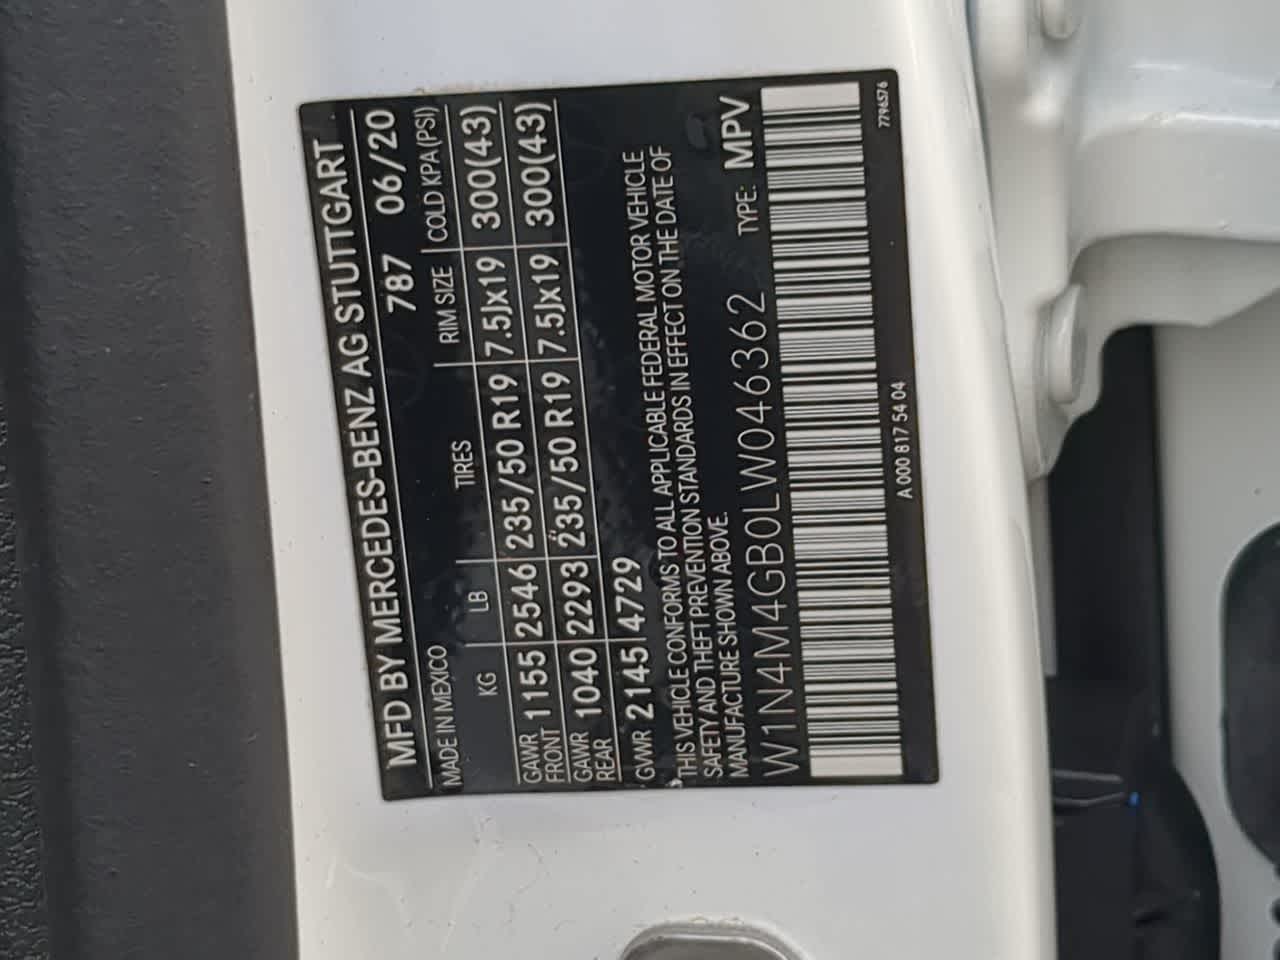 MFD BY MERCEDES-BENZ AG STUTTGART
MADE IN MEXICO 787 06/20
KG LB TIRES RIM SIZE COLD KPA (PSI)
GAWR FRONT 1155 2546 235/50 R19 7.5Jx19 300(43)
GAWR REAR 1040 2293 235/50 R19 7.5Jx19 300(43)
GVWR 2145 4729
THIS VEHICLE CONFORMS TO ALL APPLICABLE FEDERAL MOTOR VEHICLE
SAFETY AND THEFT PREVENTION STANDARDS IN EFFECT ON THE DATE OF
MANUFACTURE SHOWN ABOVE.
W1N4M4GB0LW046362 TYPE: MPV
A 000 817 54 04
7796576